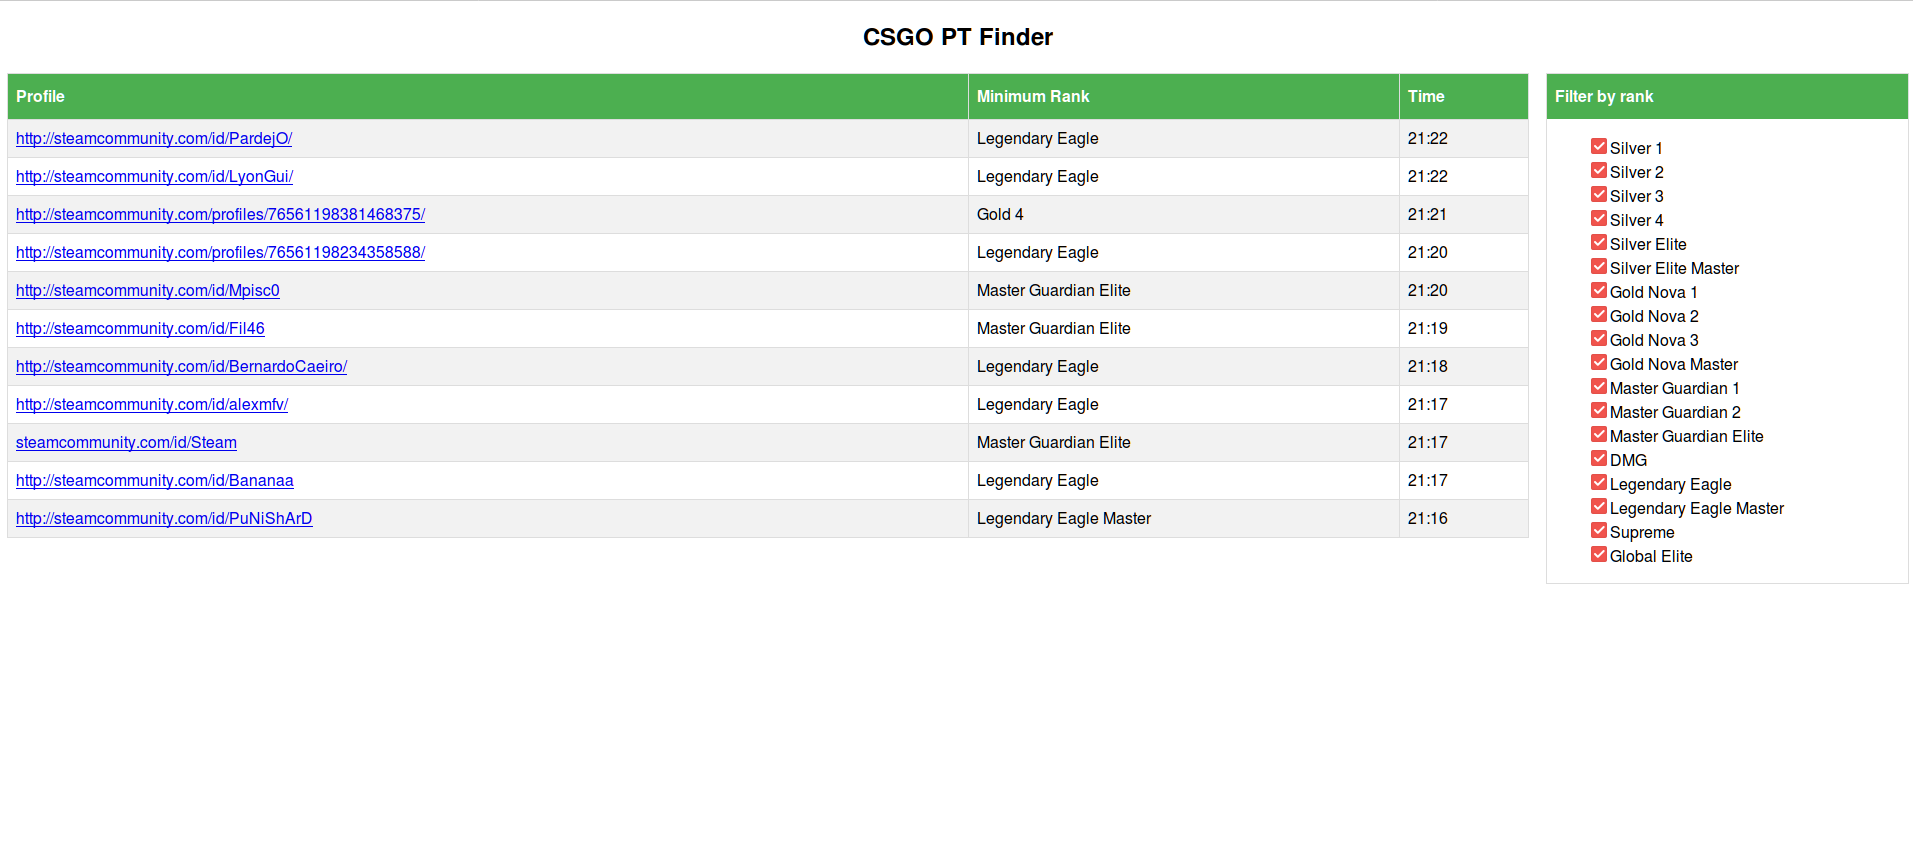 CSGO PT Finder
Profile Minimum Rank Time
http://steamcommunity.com/id/PardejO/ Legendary Eagle 21:22
http://steamcommunity.com/id/LyonGui/ Legendary Eagle 21:22
http://steamcommunity.com/profiles/76561198381468375/ Gold 4 21:21
http://steamcommunity.com/profiles/76561198234358588/ Legendary Eagle 21:20
http://steamcommunity.com/id/Mpisc0 Master Guardian Elite 21:20
http://steamcommunity.com/id/Fil46 Master Guardian Elite 21:19
http://steamcommunity.com/id/BernardoCaeiro/ Legendary Eagle 21:18
http://steamcommunity.com/id/alexmfv/ Legendary Eagle 21:17
steamcommunity.com/id/Steam Master Guardian Elite 21:17
http://steamcommunity.com/id/Bananaa Legendary Eagle 21:17
http://steamcommunity.com/id/PuNiShArD Legendary Eagle Master 21:16
Filter by rank
Silver 1
Silver 2
Silver 3
Silver 4
Silver Elite
Silver Elite Master
Gold Nova 1
Gold Nova 2
Gold Nova 3
Gold Nova Master
Master Guardian 1
Master Guardian 2
Master Guardian Elite
DMG
Legendary Eagle
Legendary Eagle Master
Supreme
Global Elite